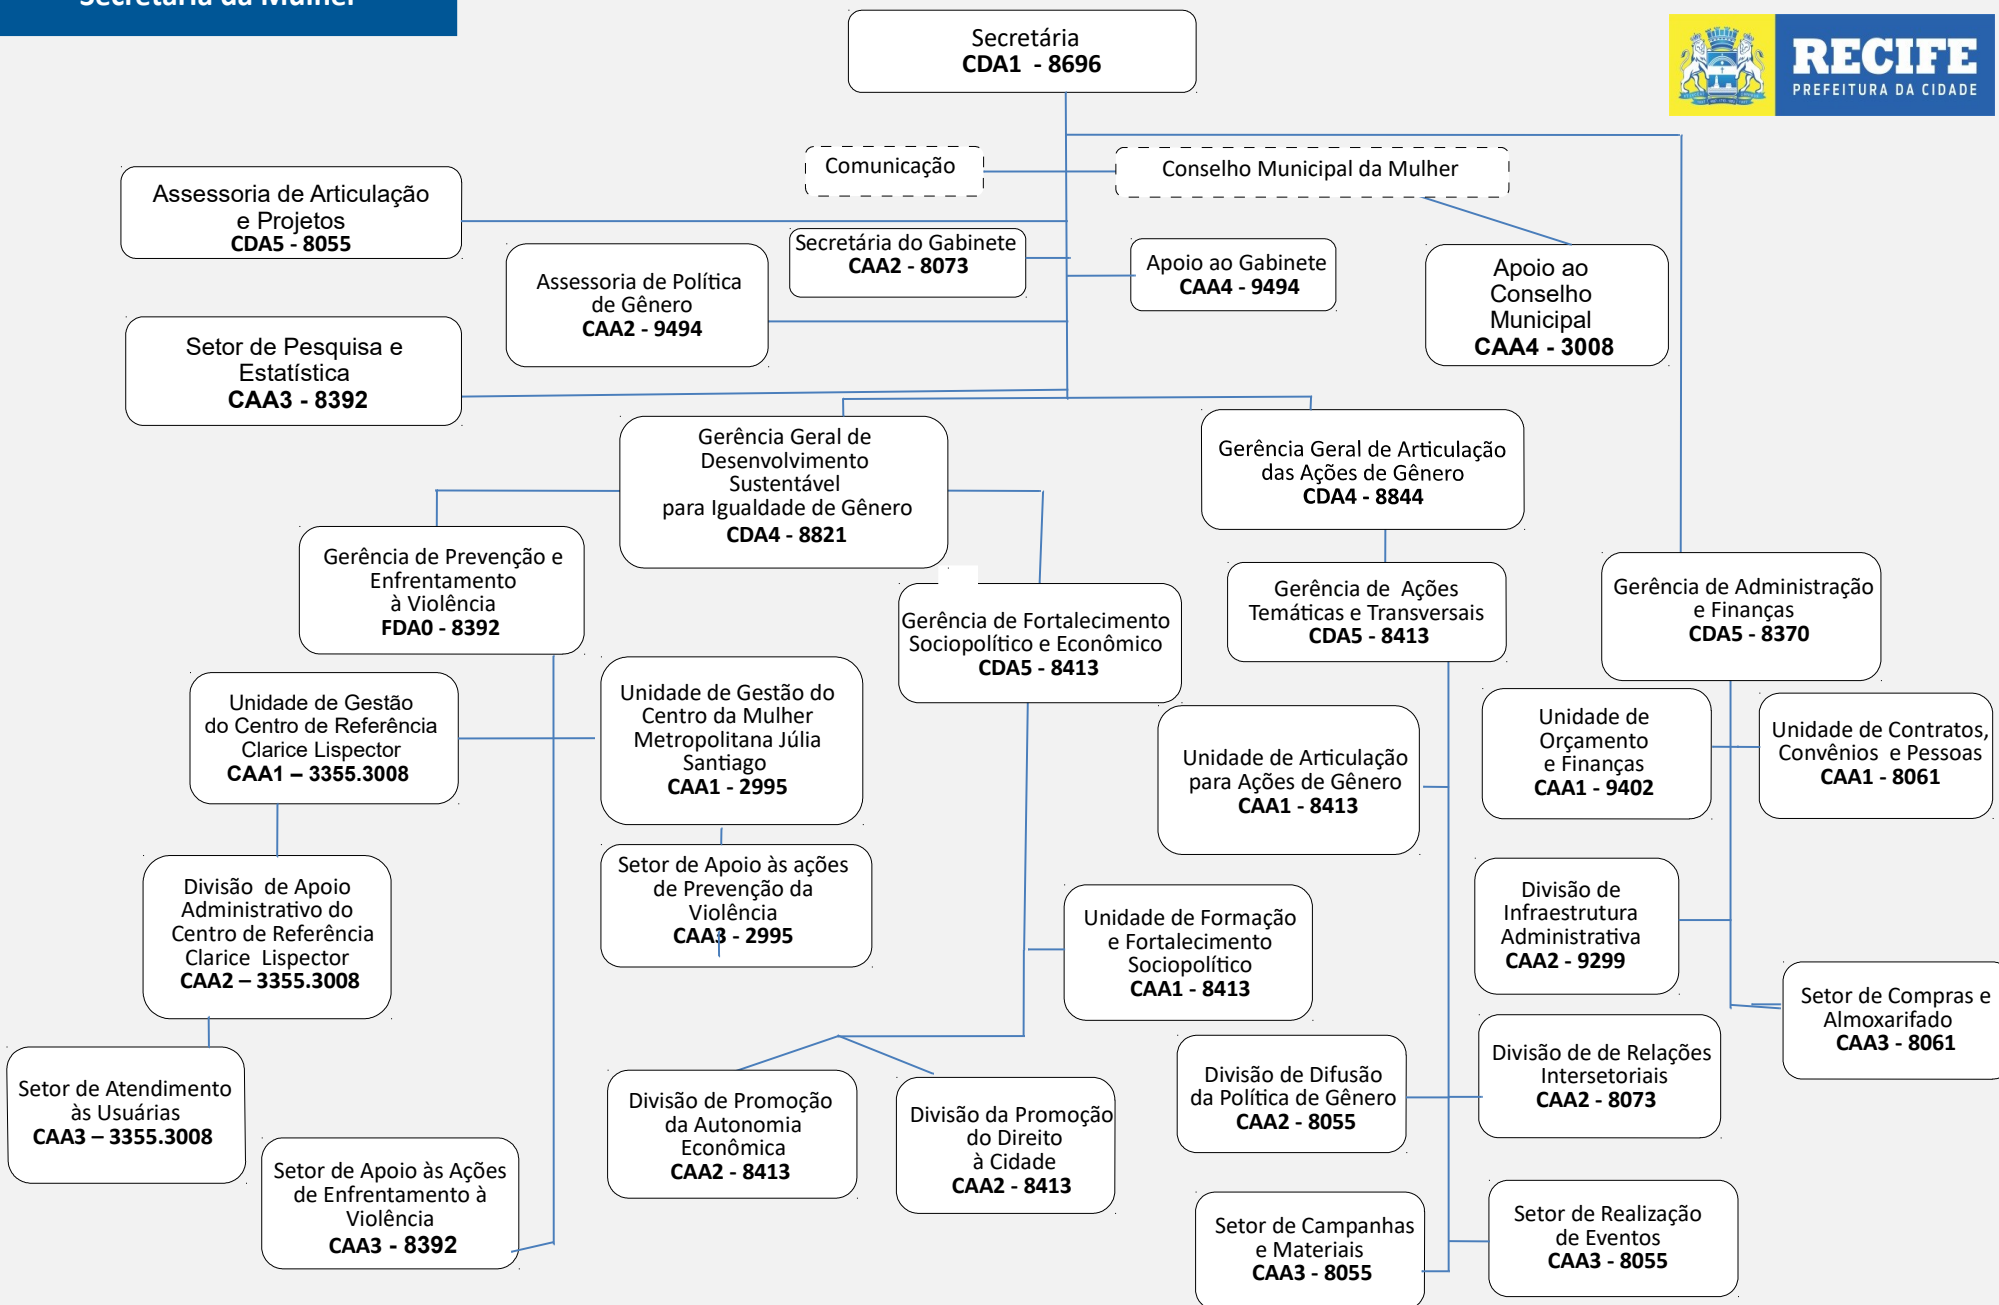 Secretaria da Mulher
Secretária
CDA1 - 8696
RECIFE
PREFEITURA DA CIDADE
Comunicação
Conselho Municipal da Mulher
Assessoria de Articulação
e Projetos
CDA5 - 8055
Secretária do Gabinete
CAA2 - 8073
Apoio ao Gabinete
CAA4 - 9494
Apoio ao
Conselho
Municipal
CAA4 - 3008
Assessoria de Política
de Gênero
CAA2 - 9494
Setor de Pesquisa e
Estatística
CAA3 - 8392
Gerência Geral de
Desenvolvimento
Sustentável
para Igualdade de Gênero
CDA4 - 8821
Gerência Geral de Articulação
das Ações de Gênero
CDA4 - 8844
Gerência de Prevenção e
Enfrentamento
à Violência
FDA0 - 8392
Gerência de Fortalecimento
Sociopolítico e Econômico
CDA5 - 8413
Gerência de Ações
Temáticas e Transversais
CDA5 - 8413
Gerência de Administração
e Finanças
CDA5 - 8370
Unidade de Gestão
do Centro de Referência
Clarice Lispector
CAA1 – 3355.3008
Unidade de Gestão do
Centro da Mulher
Metropolitana Júlia
Santiago
CAA1 - 2995
Unidade de Articulação
para Ações de Gênero
CAA1 - 8413
Unidade de
Orçamento
e Finanças
CAA1 - 9402
Unidade de Contratos,
Convênios e Pessoas
CAA1 - 8061
Divisão de Apoio
Administrativo do
Centro de Referência
Clarice Lispector
CAA2 – 3355.3008
Setor de Apoio às ações
de Prevenção da
Violência
CAA3 - 2995
Unidade de Formação
e Fortalecimento
Sociopolítico
CAA1 - 8413
Divisão de
Infraestrutura
Administrativa
CAA2 - 9299
Setor de Compras e
Almoxarifado
CAA3 - 8061
Setor de Atendimento
às Usuárias
CAA3 – 3355.3008
Setor de Apoio às Ações
de Enfrentamento à
Violência
CAA3 - 8392
Divisão de Promoção
da Autonomia
Econômica
CAA2 - 8413
Divisão da Promoção
do Direito
à Cidade
CAA2 - 8413
Divisão de Difusão
da Política de Gênero
CAA2 - 8055
Divisão de de Relações
Intersetoriais
CAA2 - 8073
Setor de Campanhas
e Materiais
CAA3 - 8055
Setor de Realização
de Eventos
CAA3 - 8055